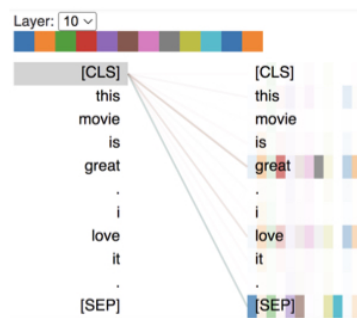 Layer: 10
[CLS] [CLS]
this this
movie movie
is is
great great
. .
i i
love love
it it
. .
[SEP] [SEP]